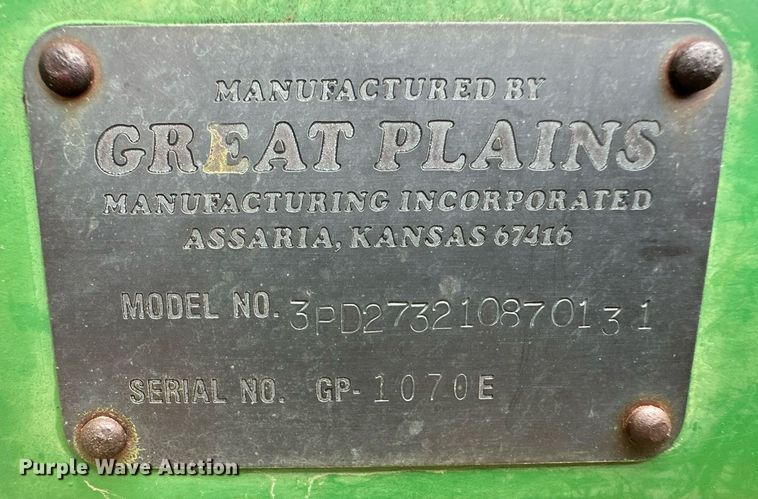 MANUFACTURED BY
GREAT PLAINS
MANUFACTURING INCORPORATED
ASSARIA, KANSAS 67416
MODEL NO. 3PD273210870131
SERIAL NO. GP-1070E
Purple Wave Auction